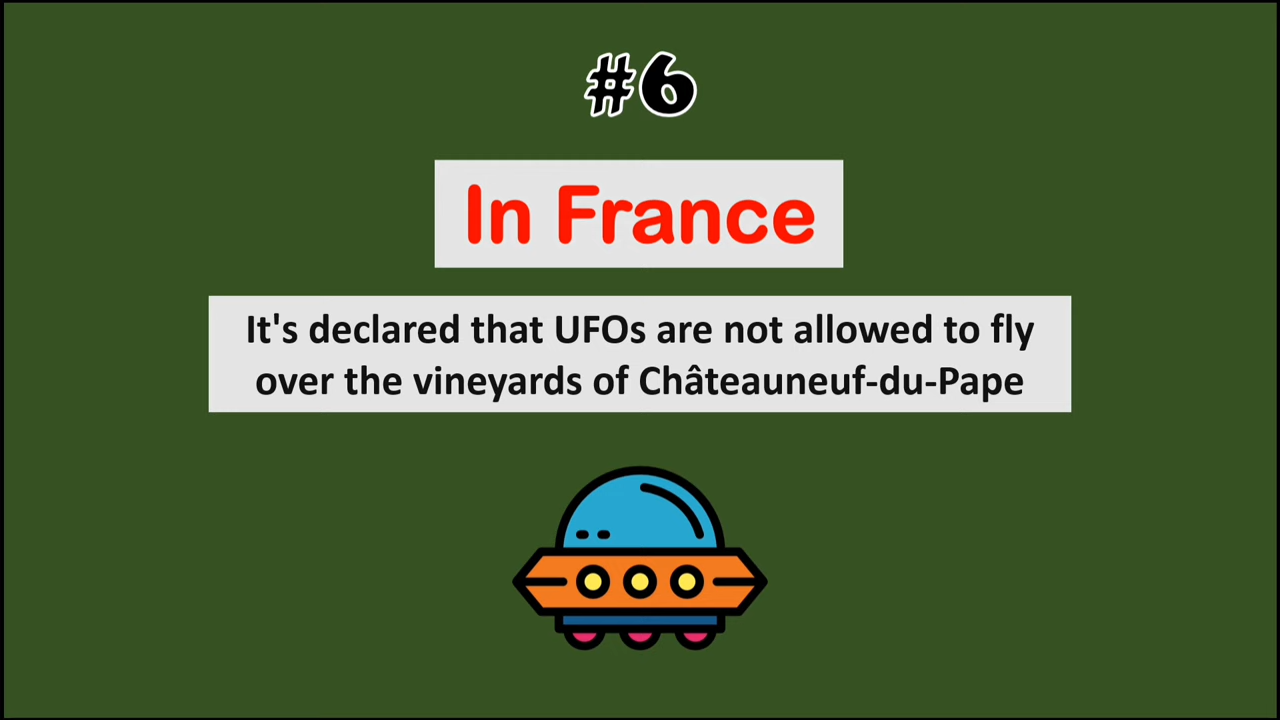 #6
In France
It's declared that UFOs are not allowed to fly
over the vineyards of Châteauneuf-du-Pape